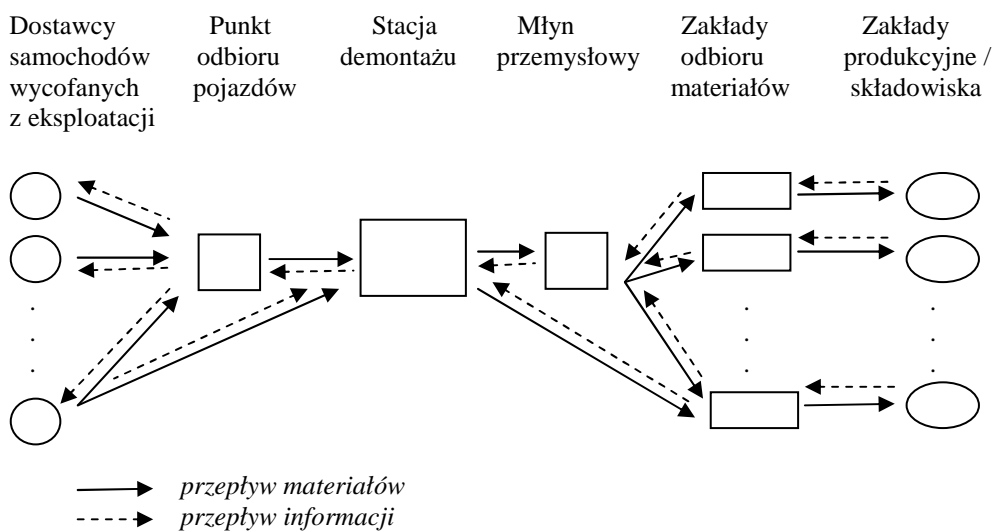 Dostawcy
samochodów
wycofanych
z eksploatacji
Punkt
odbioru
pojazdów
Stacja
demontażu
Młyn
przemysłowy
Zakłady
odbioru
materiałów
Zakłady
produkcyjne /
składowiska
przepływ materiałów
przepływ informacji